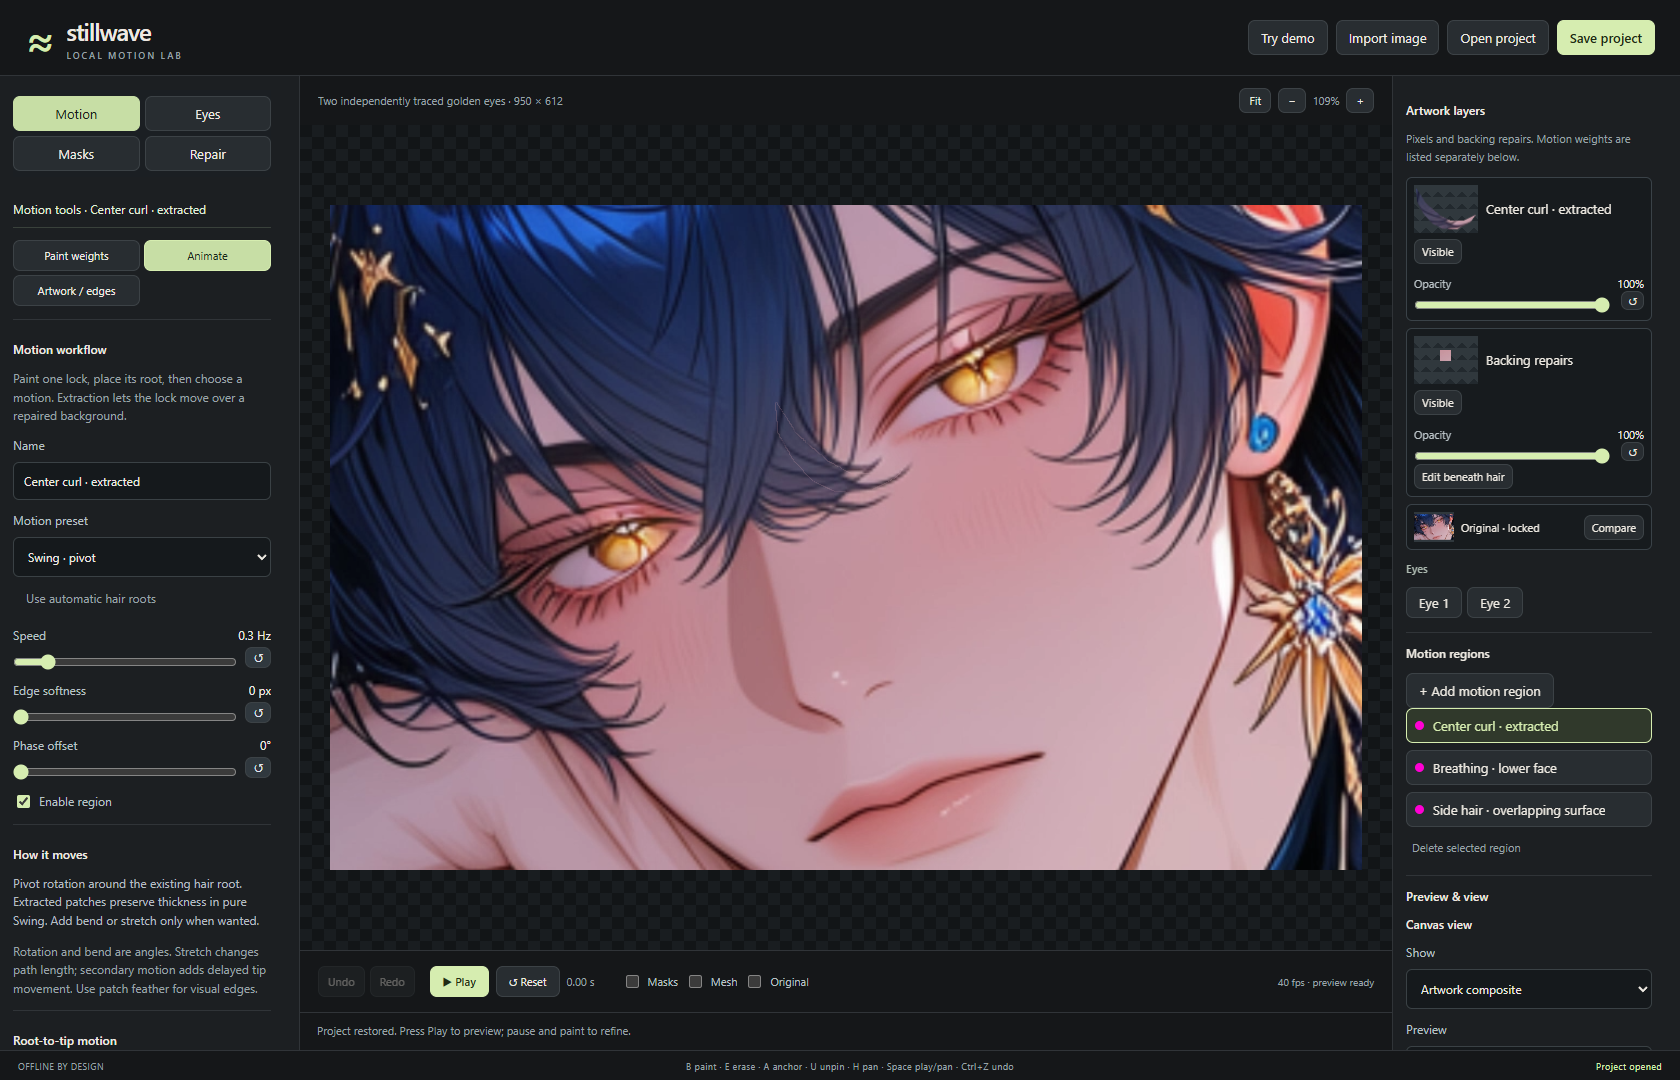 stillwave
LOCAL MOTION LAB
Try demo
Import image
Open project
Save project
Motion
Eyes
Masks
Repair
Motion tools · Center curl · extracted
Paint weights
Animate
Artwork / edges
Motion workflow
Paint one lock, place its root, then choose a
motion. Extraction lets the lock move over a
repaired background.
Name
Center curl · extracted
Motion preset
Swing · pivot
Use automatic hair roots
Speed
0.3 Hz
↺
Edge softness
0 px
↺
Phase offset
0°
↺
Enable region
How it moves
Pivot rotation around the existing hair root.
Extracted patches preserve thickness in pure
Swing. Add bend or stretch only when wanted.
Rotation and bend are angles. Stretch changes
path length; secondary motion adds delayed tip
movement. Use patch feather for visual edges.
Root-to-tip motion
Two independently traced golden eyes · 950 × 612
Fit
−
109%
+
Undo
Redo
▶ Play
↺ Reset
0.00 s
Masks
Mesh
Original
40 fps · preview ready
Project restored. Press Play to preview; pause and paint to refine.
Artwork layers
Pixels and backing repairs. Motion weights are
listed separately below.
Center curl · extracted
Visible
Opacity
100%
↺
Backing repairs
Visible
Opacity
100%
↺
Edit beneath hair
Original · locked
Compare
Eyes
Eye 1
Eye 2
Motion regions
+ Add motion region
Center curl · extracted
Breathing · lower face
Side hair · overlapping surface
Delete selected region
Preview & view
Canvas view
Show
Artwork composite
Preview
OFFLINE BY DESIGN
B paint · E erase · A anchor · U unpin · H pan · Space play/pan · Ctrl+Z undo
Project opened